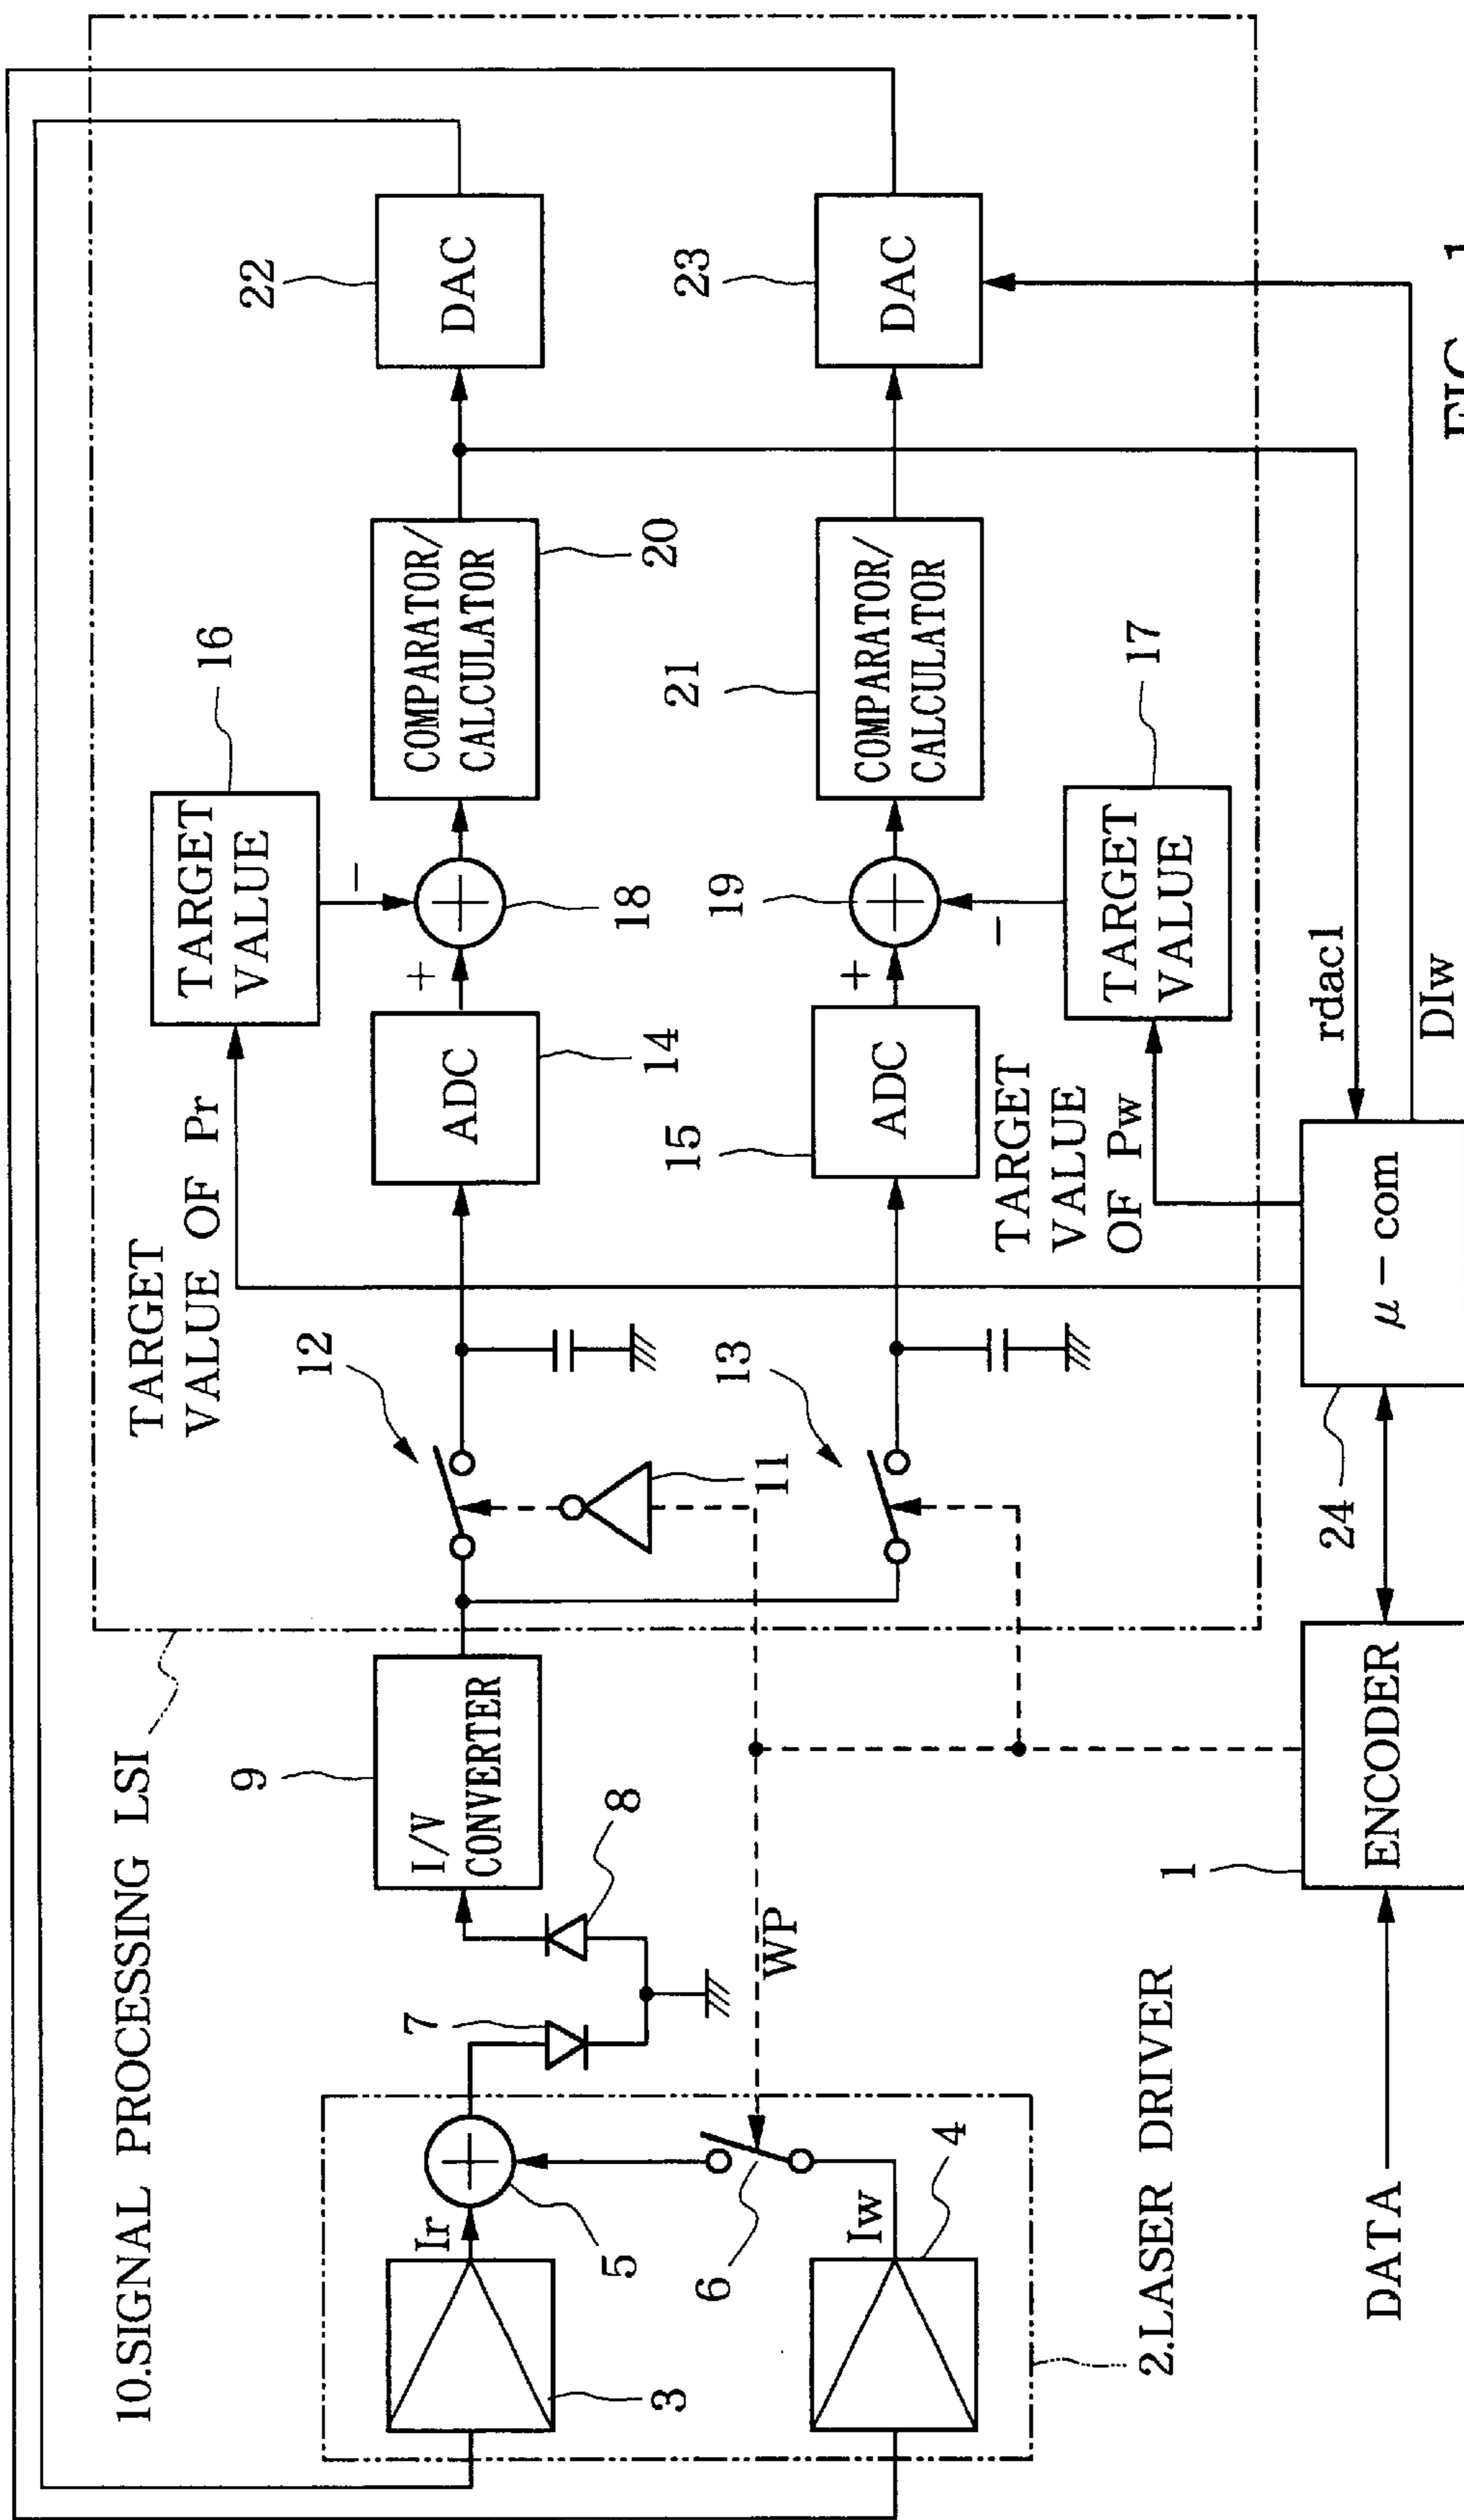 10.SIGNAL PROCESSING LSI
TARGET
VALUE OF Pr
16
TARGET
VALUE
22
DAC
9
I/V
CONVERTER
7
8
12
11
ADC
14
+
−
18
COMPARATOR/
CALCULATOR
20
Ir
3
5
6
Iw
4
WP
13
15
ADC
+
−
19
21
COMPARATOR/
CALCULATOR
23
DAC
TARGET
VALUE
OF Pw
TARGET
VALUE
17
2.LASER DRIVER
DATA
1
ENCODER
24
μ-com
rdac1
DIw